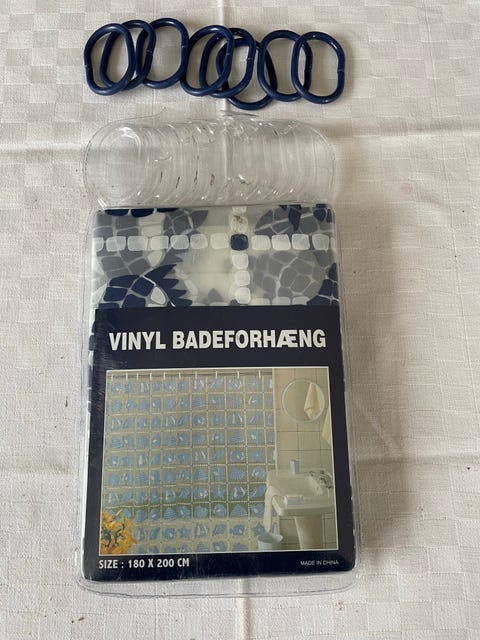 VINYL BADEFORHÆNG
SIZE : 180 X 200 CM
MADE IN CHINA